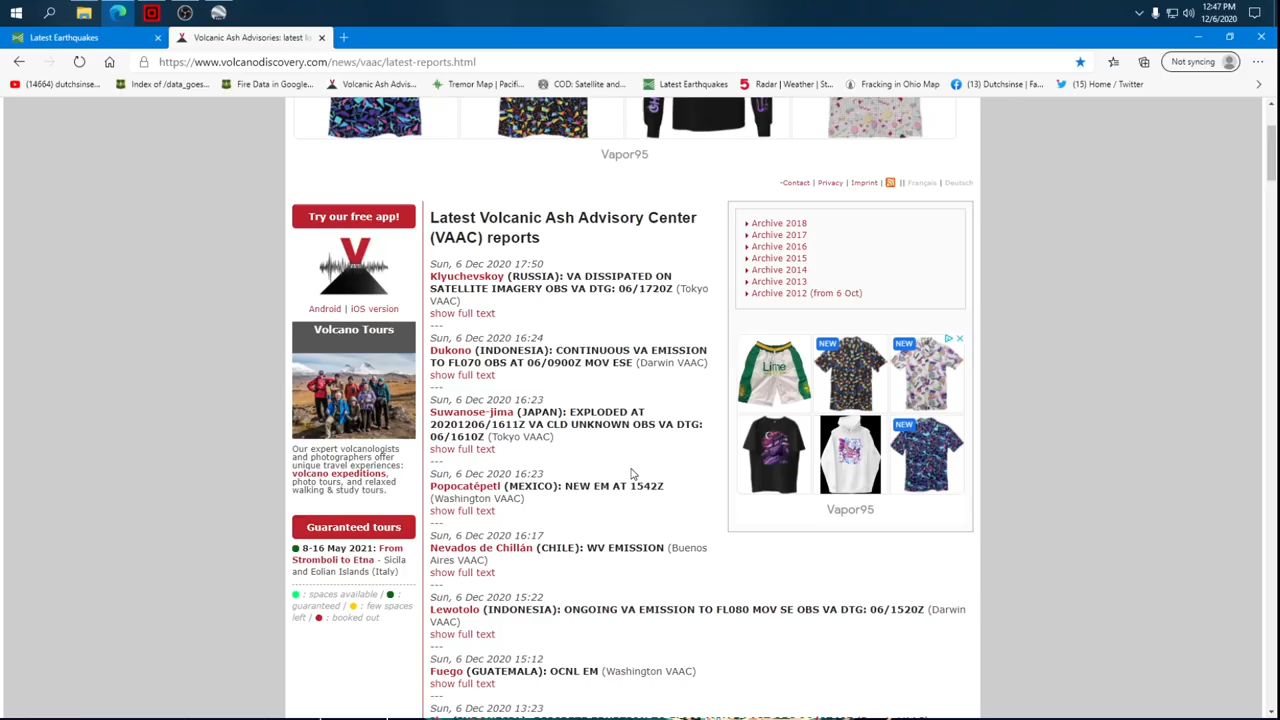 12:47 PM
12/6/2020
Latest Earthquakes
Volcanic Ash Advisories: latest
https://www.volcanodiscovery.com/news/vaac/latest-reports.html
Not syncing
(14664) dutchsinse...
Index of /data_goes...
Fire Data in Google...
Volcanic Ash Advis...
Tremor Map | Pacifi...
COD: Satellite and...
Latest Earthquakes
Radar | Weather | St...
Fracking in Ohio Map
(13) Dutchsinse | Fa...
(15) Home / Twitter
Vapor95
-Contact | Privacy | Imprint | || Français | Deutsch
Try our free app!
Android | iOS version
Volcano Tours
Our expert volcanologists
and photographers offer
unique travel experiences:
volcano expeditions,
photo tours, and relaxed
walking & study tours.
Guaranteed tours
8-16 May 2021: From
Stromboli to Etna - Sicila
and Eolian Islands (Italy)
: spaces available / :
guaranteed / : few spaces
left / : booked out
Latest Volcanic Ash Advisory Center
(VAAC) reports
Sun, 6 Dec 2020 17:50
Klyuchevskoy (RUSSIA): VA DISSIPATED ON
SATELLITE IMAGERY OBS VA DTG: 06/1720Z (Tokyo
VAAC)
show full text
---
Sun, 6 Dec 2020 16:24
Dukono (INDONESIA): CONTINUOUS VA EMISSION
TO FL070 OBS AT 06/0900Z MOV ESE (Darwin VAAC)
show full text
---
Sun, 6 Dec 2020 16:23
Suwanose-jima (JAPAN): EXPLODED AT
20201206/1611Z VA CLD UNKNOWN OBS VA DTG:
06/1610Z (Tokyo VAAC)
show full text
---
Sun, 6 Dec 2020 16:23
Popocatépetl (MEXICO): NEW EM AT 1542Z
(Washington VAAC)
show full text
---
Sun, 6 Dec 2020 16:17
Nevados de Chillán (CHILE): WV EMISSION (Buenos
Aires VAAC)
show full text
---
Sun, 6 Dec 2020 15:22
Lewotolo (INDONESIA): ONGOING VA EMISSION TO FL080 MOV SE OBS VA DTG: 06/1520Z (Darwin
VAAC)
show full text
---
Sun, 6 Dec 2020 15:12
Fuego (GUATEMALA): OCNL EM (Washington VAAC)
show full text
---
Sun, 6 Dec 2020 13:23
Archive 2018
Archive 2017
Archive 2016
Archive 2015
Archive 2014
Archive 2013
Archive 2012 (from 6 Oct)
NEW
NEW
Lime
NEW
Vapor95